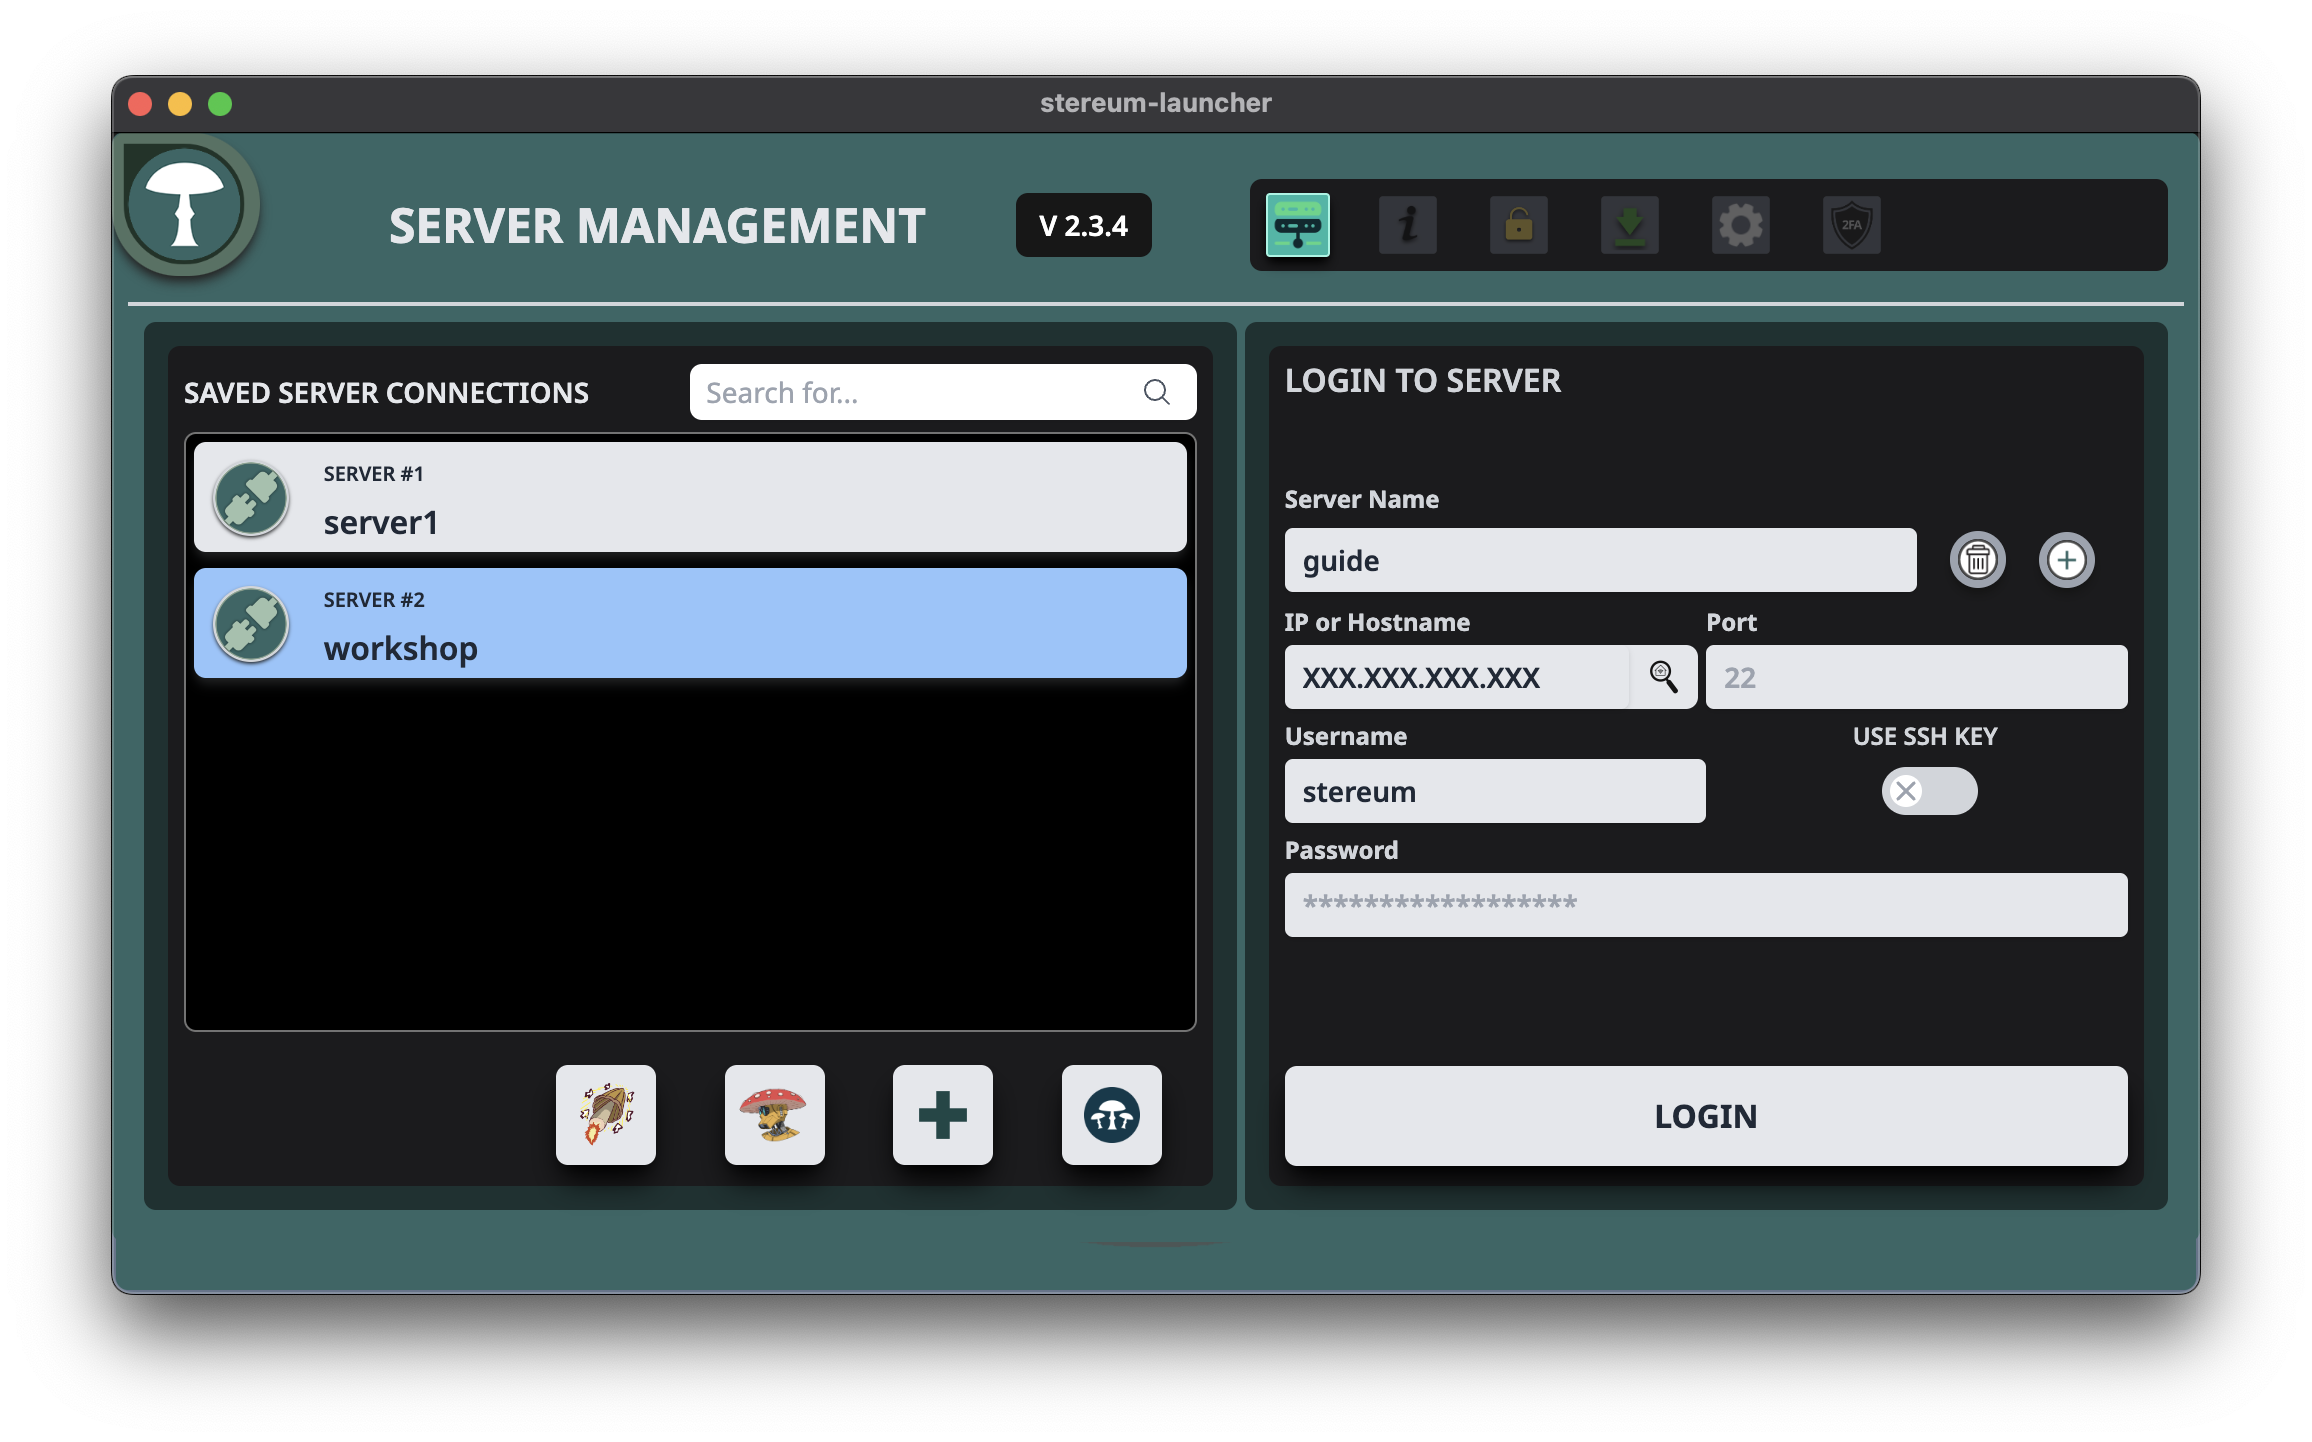 stereum-launcher
SERVER MANAGEMENT
V 2.3.4
2FA
SAVED SERVER CONNECTIONS
Search for...
SERVER #1
server1
SERVER #2
workshop
LOGIN TO SERVER
Server Name
guide
IP or Hostname
Port
XXX.XXX.XXX.XXX
22
Username
USE SSH KEY
stereum
Password
******************
LOGIN